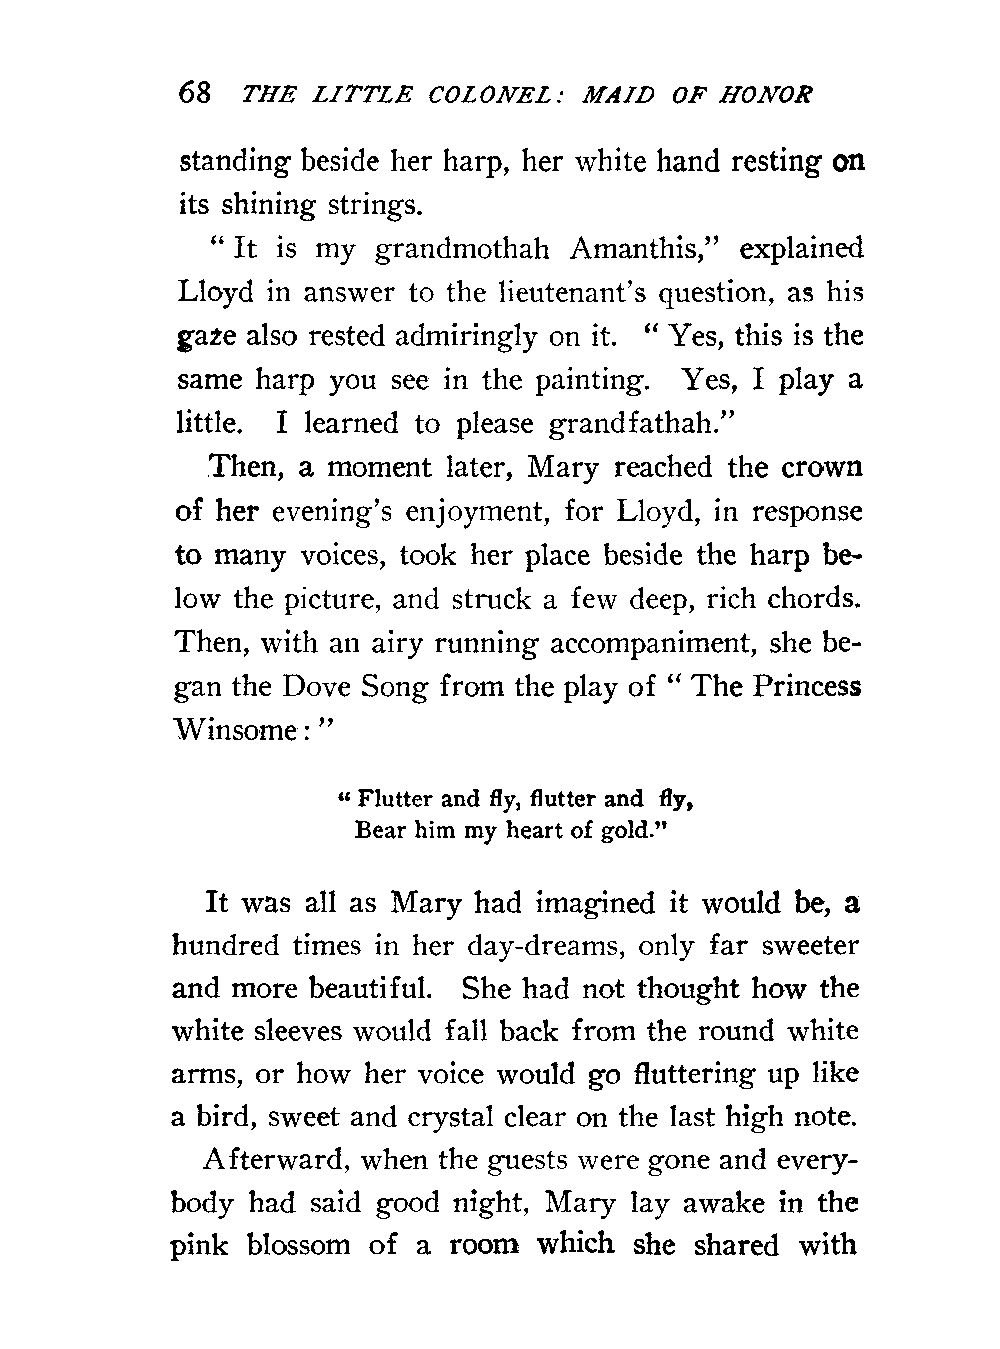 68 THE LITTLE COLONEL: MAID OF HONOR
standing beside her harp, her white hand resting on
its shining strings.
“ It is my grandmothah Amanthis,” explained
Lloyd in answer to the lieutenant’s question, as his
gaze also rested admiringly on it. “ Yes, this is the
same harp you see in the painting. Yes, I play a
little. I learned to please grandfathah.”
Then, a moment later, Mary reached the crown
of her evening’s enjoyment, for Lloyd, in response
to many voices, took her place beside the harp be-
low the picture, and struck a few deep, rich chords.
Then, with an airy running accompaniment, she be-
gan the Dove Song from the play of “ The Princess
Winsome : ”
“ Flutter and fly, flutter and fly,
Bear him my heart of gold.”
It was all as Mary had imagined it would be, a
hundred times in her day-dreams, only far sweeter
and more beautiful. She had not thought how the
white sleeves would fall back from the round white
arms, or how her voice would go fluttering up like
a bird, sweet and crystal clear on the last high note.
Afterward, when the guests were gone and every-
body had said good night, Mary lay awake in the
pink blossom of a room which she shared with